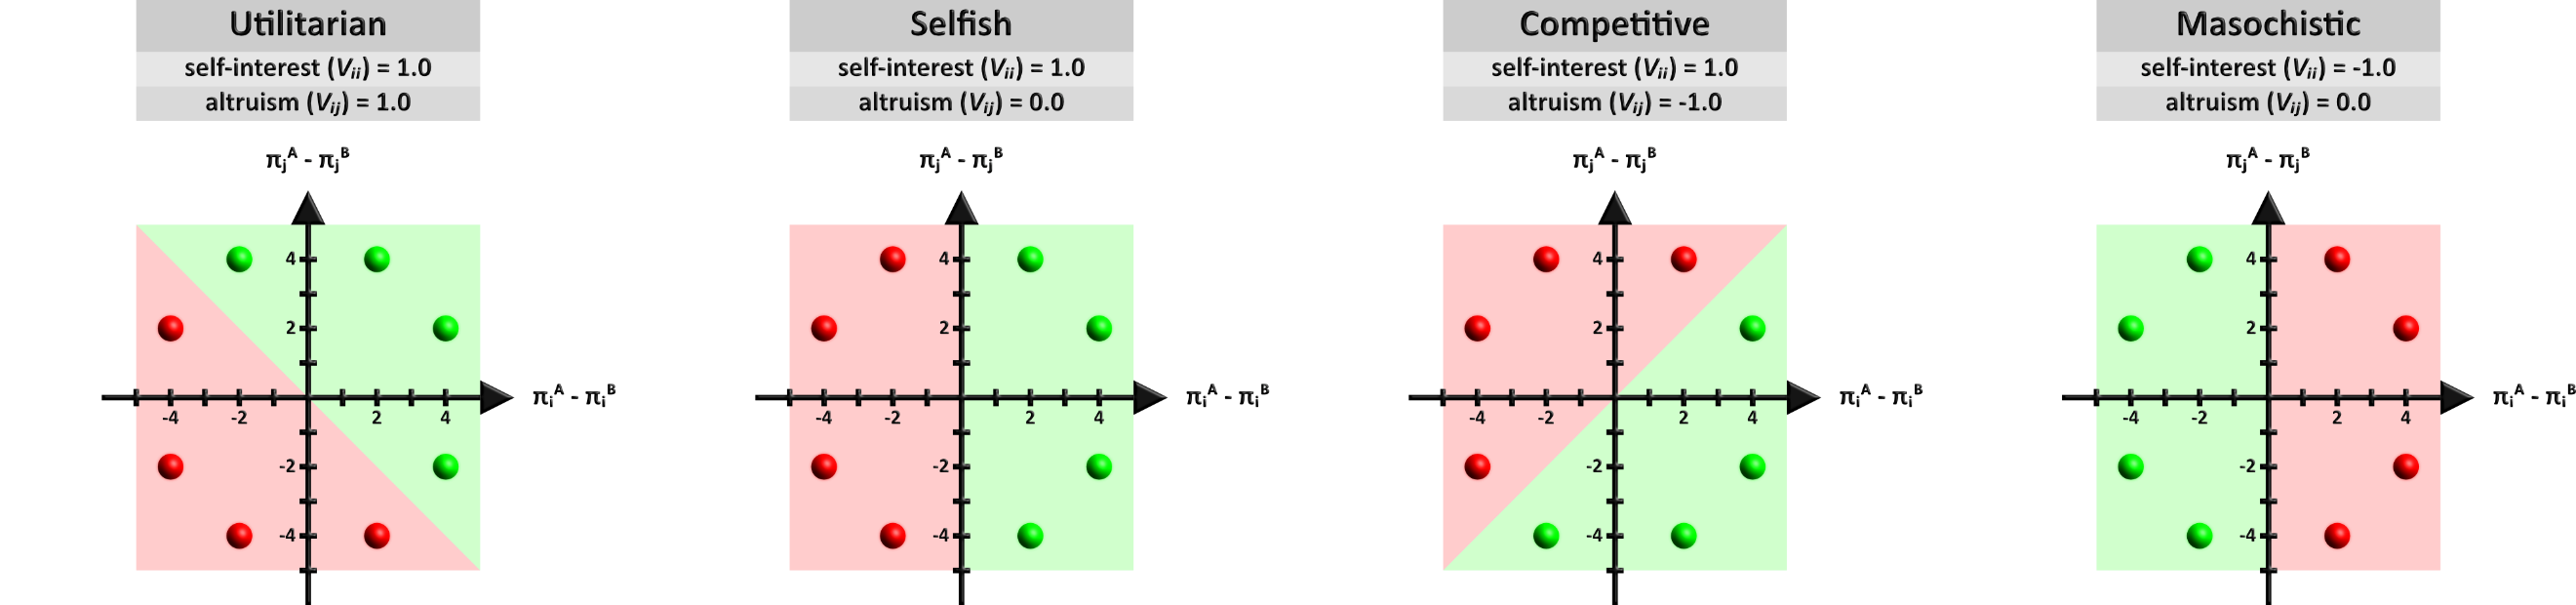 Utilitarian
self-interest (Vii) = 1.0
altruism (Vij) = 1.0
πjA - πjB
4
2
-4 -2 2 4
πiA - πiB
-2
-4
Selfish
self-interest (Vii) = 1.0
altruism (Vij) = 0.0
πjA - πjB
4
2
-4 -2 2 4
πiA - πiB
-2
-4
Competitive
self-interest (Vii) = 1.0
altruism (Vij) = -1.0
πjA - πjB
4
2
-4 -2 2 4
πiA - πiB
-2
-4
Masochistic
self-interest (Vii) = -1.0
altruism (Vij) = 0.0
πjA - πjB
4
2
-4 -2 2 4
πiA - πiB
-2
-4